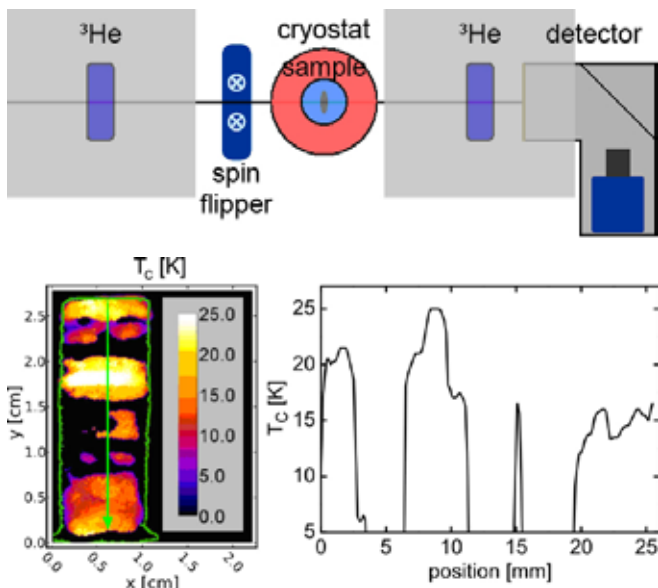 ³He
cryostat
³He
detector
sample
spin
flipper
T_c [K]
2.5
2.0
1.5
1.0
0.5
0.0
y [cm]
0.0
0.5
1.0
1.5
2.0
x [cm]
25.0
20.0
15.0
10.0
5.0
0.0
T_C [K]
25
20
15
10
5
0
5
10
15
20
25
position [mm]